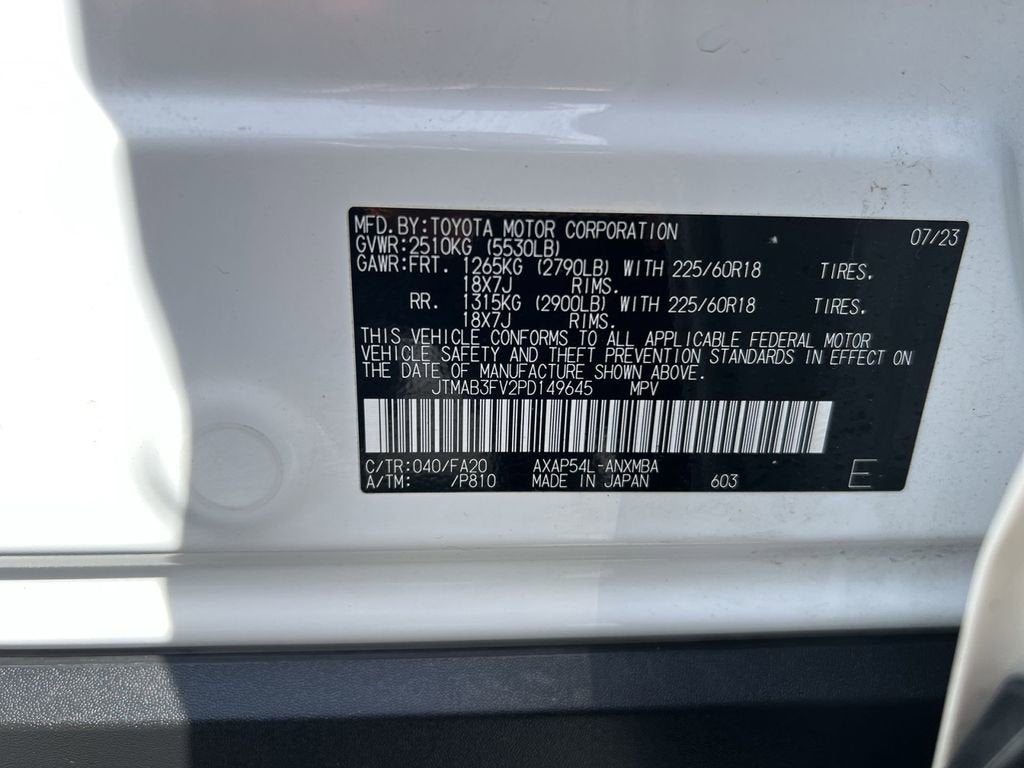 MFD.BY:TOYOTA MOTOR CORPORATION 07/23
GVWR:2510KG (5530LB)
GAWR:FRT. 1265KG (2790LB) WITH 225/60R18 TIRES.
18X7J RIMS.
RR. 1315KG (2900LB) WITH 225/60R18 TIRES.
18X7J RIMS.
THIS VEHICLE CONFORMS TO ALL APPLICABLE FEDERAL MOTOR
VEHICLE SAFETY AND THEFT PREVENTION STANDARDS IN EFFECT ON
THE DATE OF MANUFACTURE SHOWN ABOVE.
JTMAB3FV2PD149645 MPV
C/TR:040/FA20 AXAP54L-ANXMBA
A/TM: /P810 MADE IN JAPAN 603 E